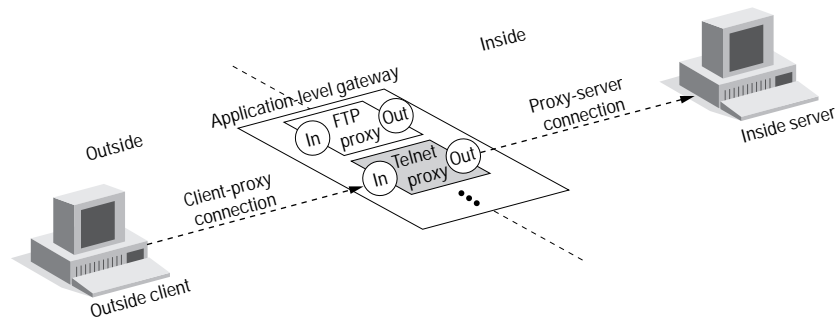 Inside
Application-level gateway
Proxy-server
connection
Inside server
FTP
proxy
In
Out
Outside
Telnet
proxy
In
Out
Client-proxy
connection
Outside client